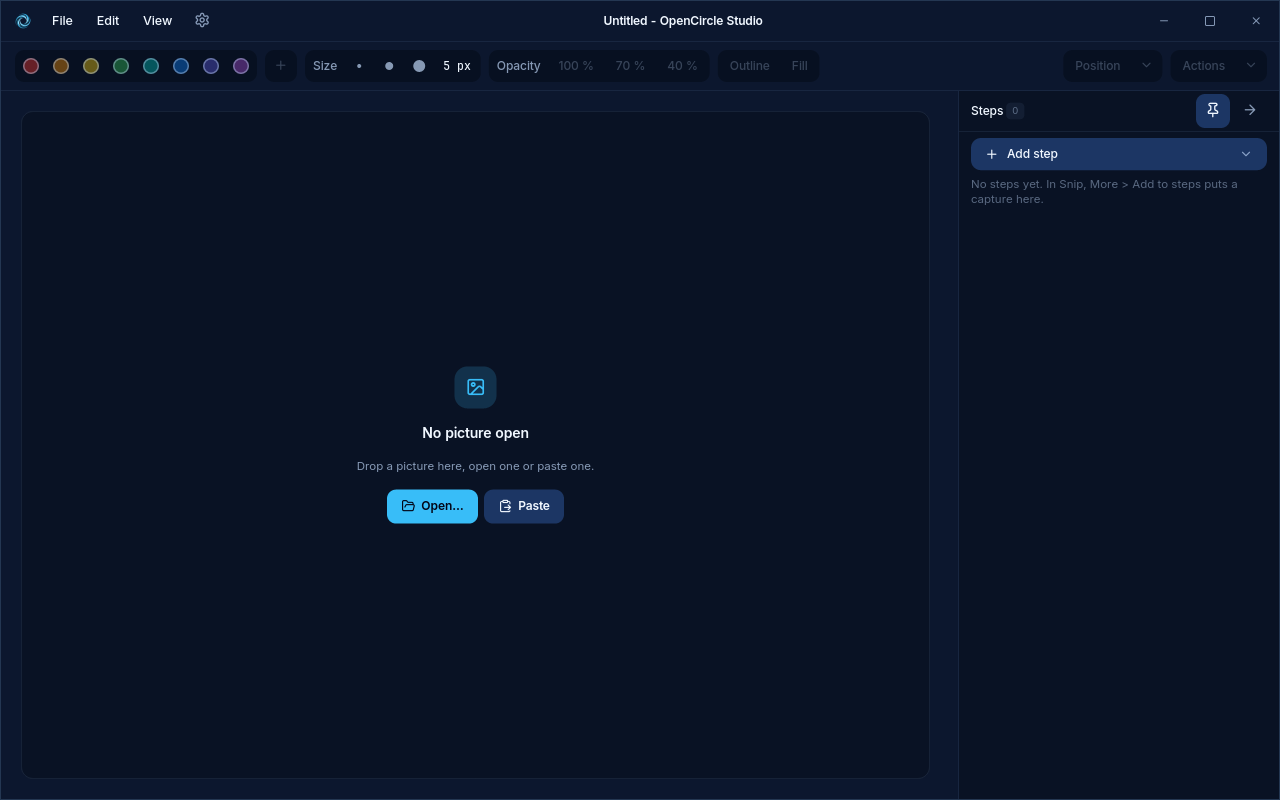 File Edit View Untitled - OpenCircle Studio
Size 5 px Opacity 100 % 70 % 40 % Outline Fill Position Actions
Steps 0
Add step
No steps yet. In Snip, More > Add to steps puts a
capture here.
No picture open
Drop a picture here, open one or paste one.
Open... Paste